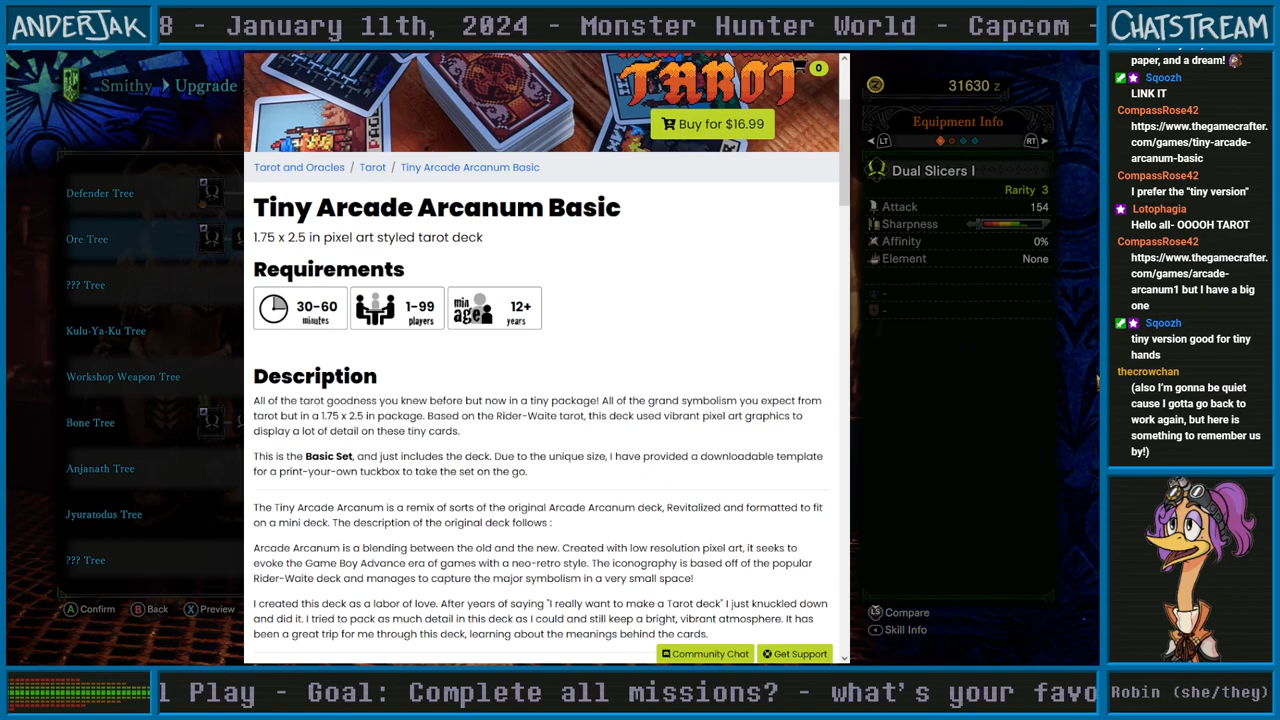 ANDERJAK
8 - January 11th, 2024 - Monster Hunter World - Capcom -
CHATSTREAM
Smithy Upgrade
Defender Tree
Ore Tree
??? Tree
Kulu-Ya-Ku Tree
Workshop Weapon Tree
Bone Tree
Anjanath Tree
Jyuratodus Tree
??? Tree
A Confirm B Back X Preview
TAROT
0
Buy for $16.99
Tarot and Oracles / Tarot / Tiny Arcade Arcanum Basic
Tiny Arcade Arcanum Basic
1.75 x 2.5 in pixel art styled tarot deck
Requirements
30-60 minutes
1-99 players
min age 12+ years
Description
All of the tarot goodness you knew before but now in a tiny package! All of the grand symbolism you expect from
tarot but in a 1.75 x 2.5 in package. Based on the Rider-Waite tarot, this deck used vibrant pixel art graphics to
display a lot of detail on these tiny cards.
This is the Basic Set, and just includes the deck. Due to the unique size, I have provided a downloadable template
for a print-your-own tuckbox to take the set on the go.
The Tiny Arcade Arcanum is a remix of sorts of the original Arcade Arcanum deck, Revitalized and formatted to fit
on a mini deck. The description of the original deck follows :
Arcade Arcanum is a blending between the old and the new. Created with low resolution pixel art, it seeks to
evoke the Game Boy Advance era of games with a neo-retro style. The iconography is based off of the popular
Rider-Waite deck and manages to capture the major symbolism in a very small space!
I created this deck as a labor of love. After years of saying "I really want to make a Tarot deck" I just knuckled down
and did it. I tried to pack as much detail in this deck as I could and still keep a bright, vibrant atmosphere. It has
been a great trip for me through this deck, learning about the meanings behind the cards.
Community Chat
Get Support
31630 z
Equipment Info
LT RT
Dual Slicers I
Rarity 3
Attack 154
Sharpness
Affinity 0%
Element None
-
-
LS Compare
Skill Info
paper, and a dream!
Sqoozh
LINK IT
CompassRose42
https://www.thegamecrafter.
com/games/tiny-arcade-
arcanum-basic
CompassRose42
I prefer the "tiny version"
Lotophagia
Hello all- OOOOH TAROT
CompassRose42
https://www.thegamecrafter.
com/games/arcade-
arcanum1 but I have a big
one
Sqoozh
tiny version good for tiny
hands
thecrowchan
(also I'm gonna be quiet
cause I gotta go back to
work again, but here is
something to remember us
by!)
l Play - Goal: Complete all missions? - what's your favo
Robin (she/they)